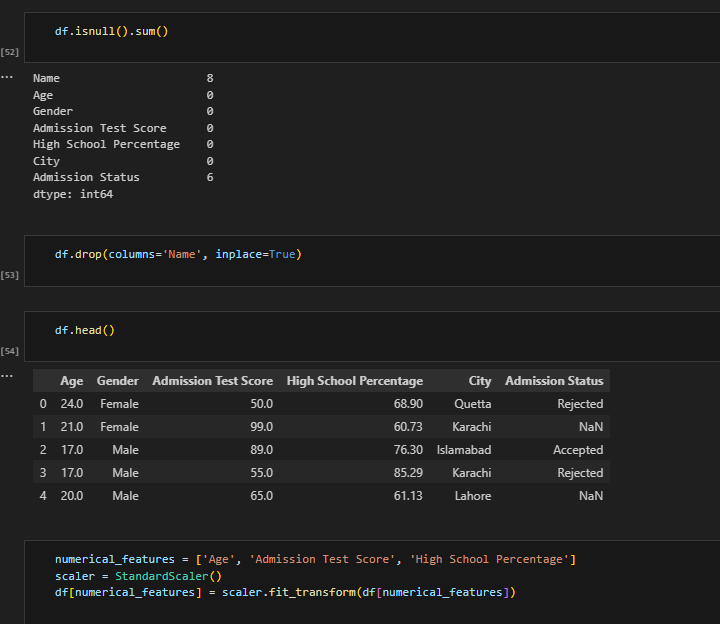 df.isnull().sum()
[52]
...
Name 8
Age 0
Gender 0
Admission Test Score 0
High School Percentage 0
City 0
Admission Status 6
dtype: int64
df.drop(columns='Name', inplace=True)
[53]
df.head()
[54]
...
Age Gender Admission Test Score High School Percentage City Admission Status
0 24.0 Female 50.0 68.90 Quetta Rejected
1 21.0 Female 99.0 60.73 Karachi NaN
2 17.0 Male 89.0 76.30 Islamabad Accepted
3 17.0 Male 55.0 85.29 Karachi Rejected
4 20.0 Male 65.0 61.13 Lahore NaN
numerical_features = ['Age', 'Admission Test Score', 'High School Percentage']
scaler = StandardScaler()
df[numerical_features] = scaler.fit_transform(df[numerical_features])